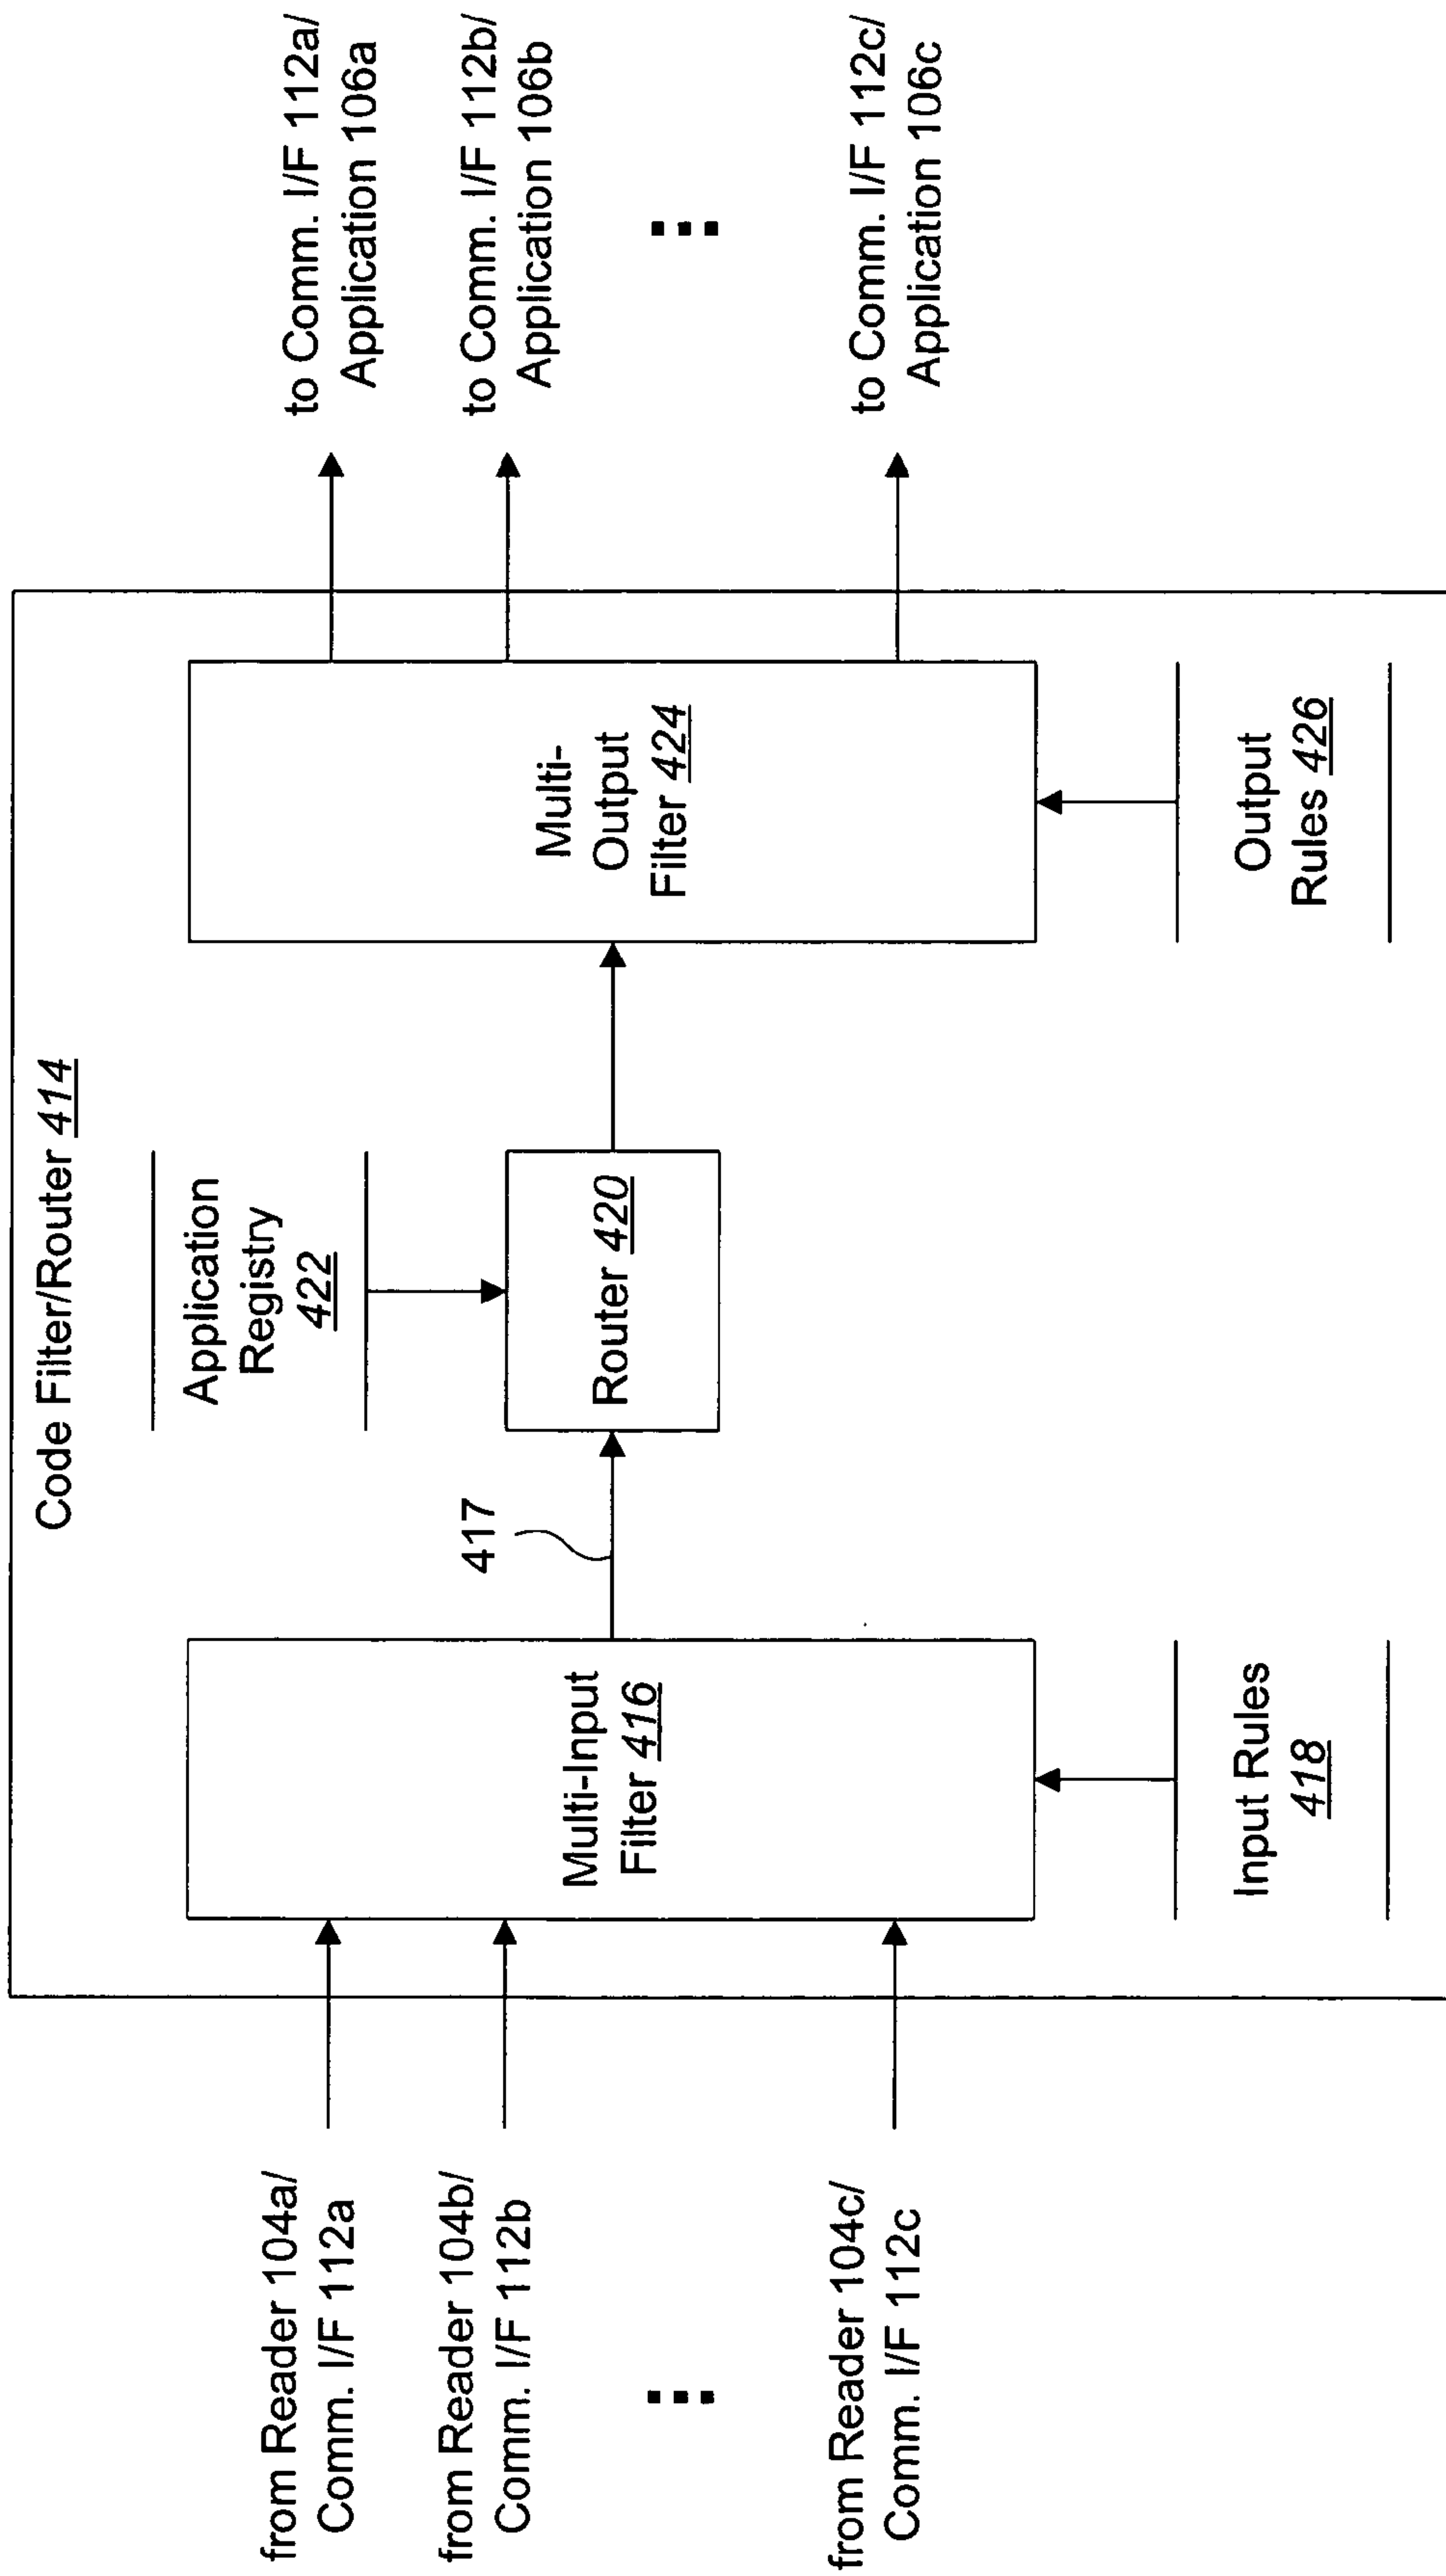 Code Filter/Router 414
from Reader 104a/
Comm. I/F 112a
from Reader 104b/
Comm. I/F 112b
from Reader 104c/
Comm. I/F 112c
Multi-Input
Filter 416
Input Rules
418
417
Application
Registry
422
Router 420
Multi-
Output
Filter 424
Output
Rules 426
to Comm. I/F 112a/
Application 106a
to Comm. I/F 112b/
Application 106b
to Comm. I/F 112c/
Application 106c